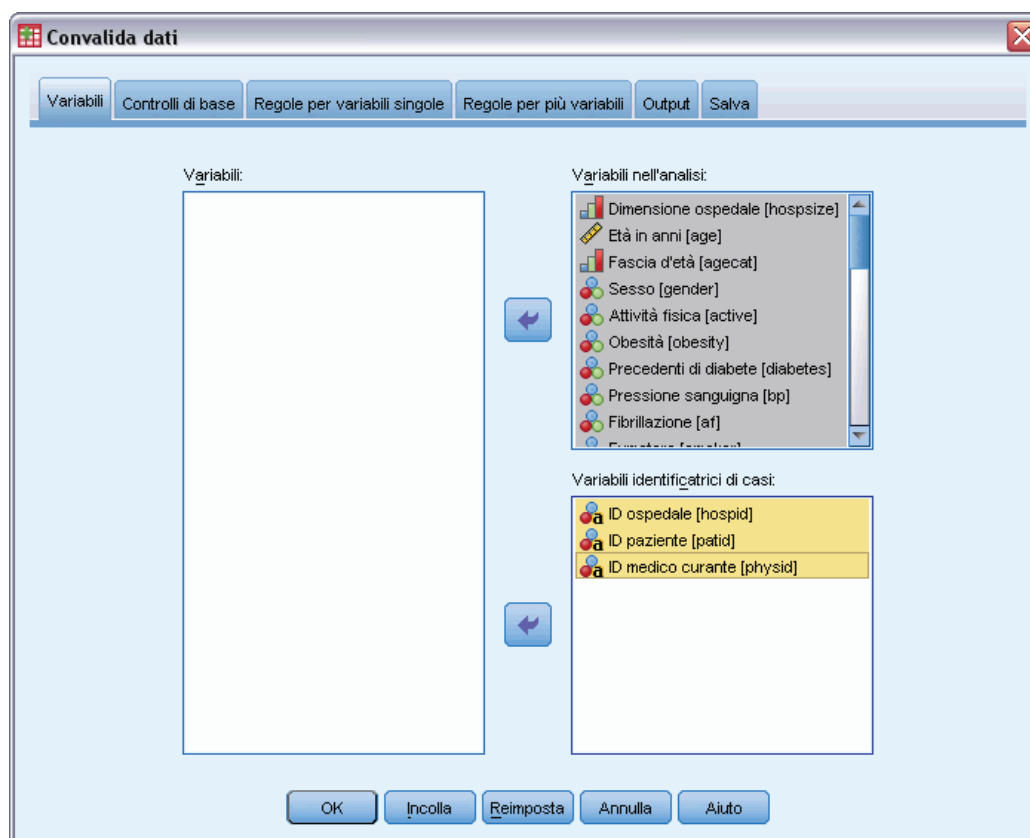 Convalida dati
Variabili
Controlli di base
Regole per variabili singole
Regole per più variabili
Output
Salva
Variabili:
Variabili nell'analisi:
Dimensione ospedale [hospsize]
Età in anni [age]
Fascia d'età [agecat]
Sesso [gender]
Attività fisica [active]
Obesità [obesity]
Precedenti di diabete [diabetes]
Pressione sanguigna [bp]
Fibrillazione [af]
Variabili identificatrici di casi:
ID ospedale [hospid]
ID paziente [patid]
ID medico curante [physid]
OK
Incolla
Reimposta
Annulla
Aiuto